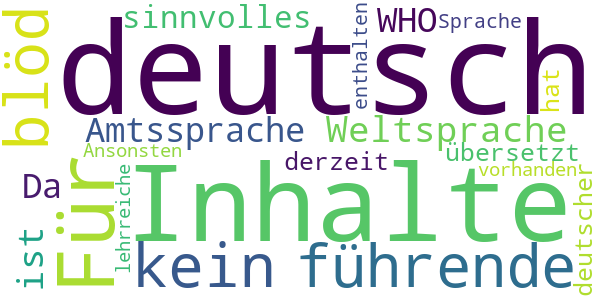 blöd
sinnvolles
enthalten
WHO
Sprache
deutsch
hat
Amtssprache
Weltsprache
Ansonsten
derzeit
übersetzt
Da
Für
lehrreiche
Inhalte
vorhanden
deutscher
ist
kein
führende